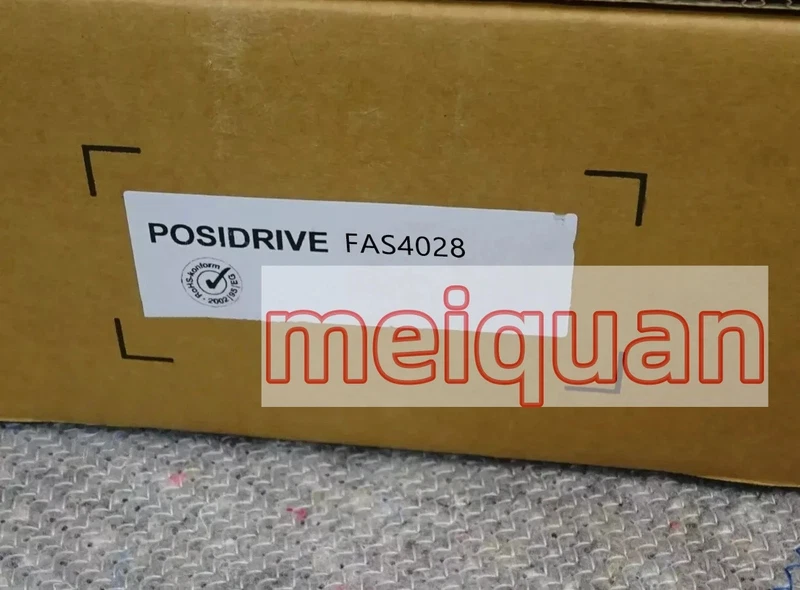 POSIDRIVE FAS4028
RoHS-konform
2002|95|EG
meiquan